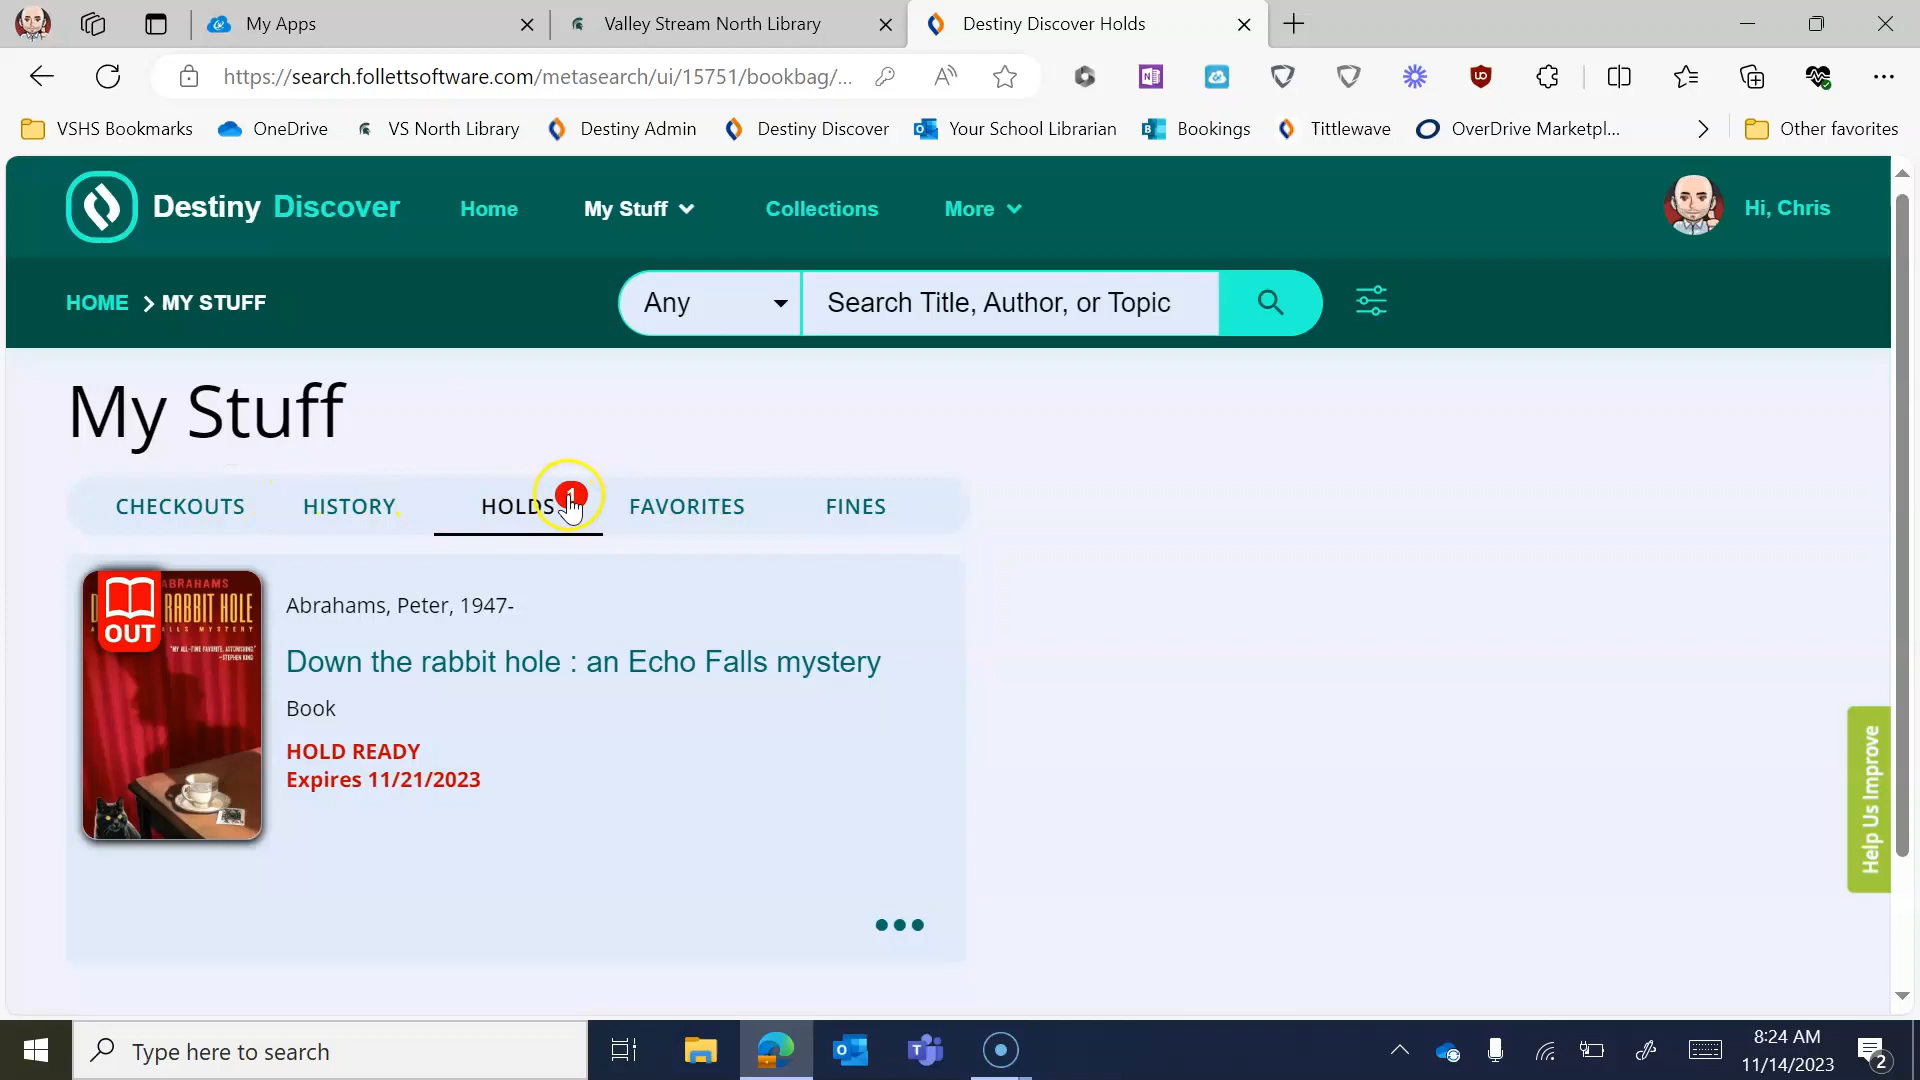 My Apps
Valley Stream North Library
Destiny Discover Holds
https://search.follettsoftware.com/metasearch/ui/15751/bookbag/...
VSHS Bookmarks
OneDrive
VS North Library
Destiny Admin
Destiny Discover
Your School Librarian
Bookings
Tittlewave
OverDrive Marketpl...
Other favorites
Destiny Discover
Home
My Stuff
Collections
More
Hi, Chris
HOME > MY STUFF
Any
Search Title, Author, or Topic
My Stuff
CHECKOUTS
HISTORY
HOLDS
1
FAVORITES
FINES
ABRAHAMS
RABBIT HOLE
OUT
Abrahams, Peter, 1947-
Down the rabbit hole : an Echo Falls mystery
Book
HOLD READY
Expires 11/21/2023
Help Us Improve
Type here to search
8:24 AM
11/14/2023
2